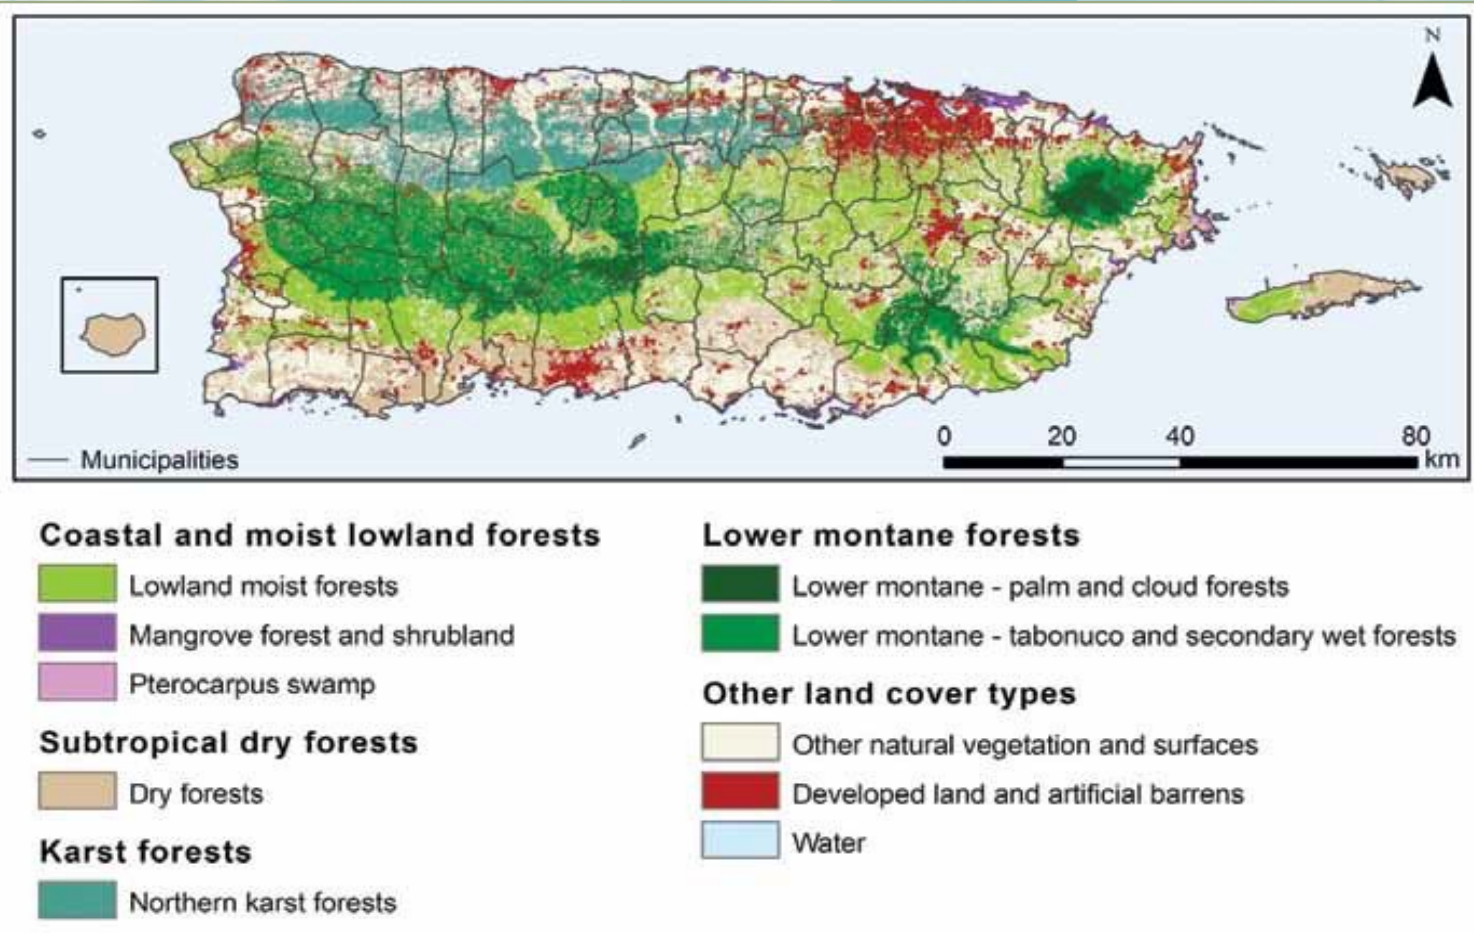 N
0 20 40 80
km
Municipalities
Coastal and moist lowland forests
Lowland moist forests
Mangrove forest and shrubland
Pterocarpus swamp
Subtropical dry forests
Dry forests
Karst forests
Northern karst forests
Lower montane forests
Lower montane - palm and cloud forests
Lower montane - tabonuco and secondary wet forests
Other land cover types
Other natural vegetation and surfaces
Developed land and artificial barrens
Water